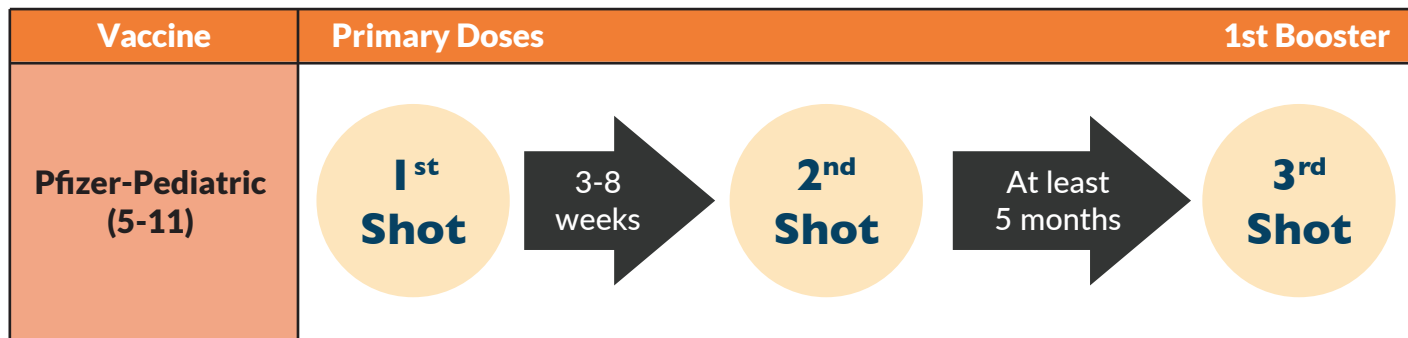 Vaccine
Primary Doses
1st Booster
Pfizer-Pediatric
(5-11)
1st
Shot
3-8
weeks
2nd
Shot
At least
5 months
3rd
Shot